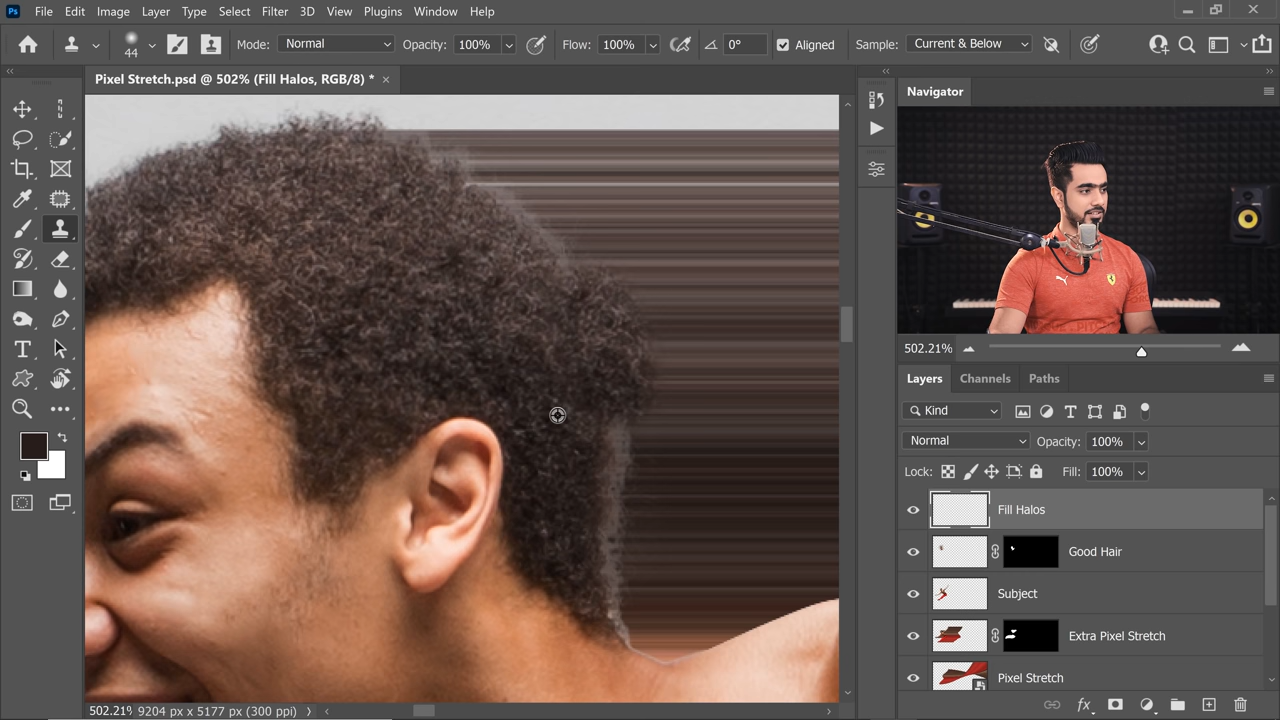 Ps File Edit Image Layer Type Select Filter 3D View Plugins Window Help
44 Mode: Normal Opacity: 100% Flow: 100% 0° Aligned Sample: Current & Below
Pixel Stretch.psd @ 502% (Fill Halos, RGB/8) *
Navigator
502.21%
Layers Channels Paths
Kind
Normal Opacity: 100%
Lock: Fill: 100%
Fill Halos
Good Hair
Subject
Extra Pixel Stretch
Pixel Stretch
502.21% 9204 px x 5177 px (300 ppi)